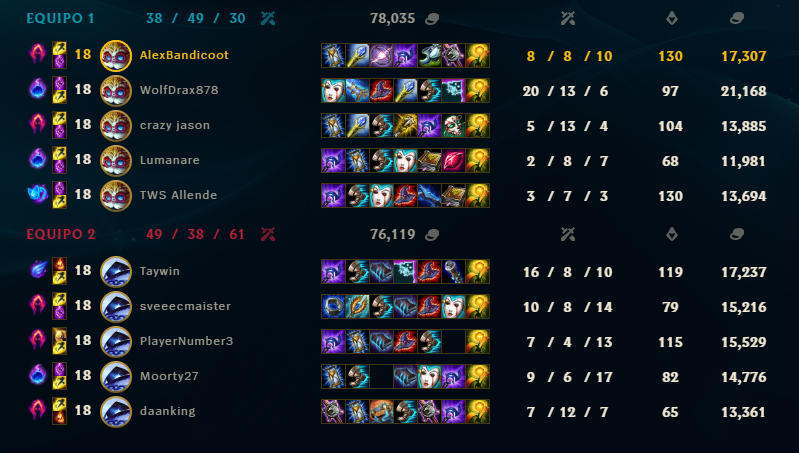 EQUIPO 1 38 / 49 / 30 78,035
18 AlexBandicoot 8 / 8 / 10 130 17,307
18 WolfDrax878 20 / 13 / 6 97 21,168
18 crazy jason 5 / 13 / 4 104 13,885
18 Lumanare 2 / 8 / 7 68 11,981
18 TWS Allende 3 / 7 / 3 130 13,694
EQUIPO 2 49 / 38 / 61 76,119
18 Taywin 16 / 8 / 10 119 17,237
18 sveeecmaister 10 / 8 / 14 79 15,216
18 PlayerNumber3 7 / 4 / 13 115 15,529
18 Moorty27 9 / 6 / 17 82 14,776
18 daanking 7 / 12 / 7 65 13,361